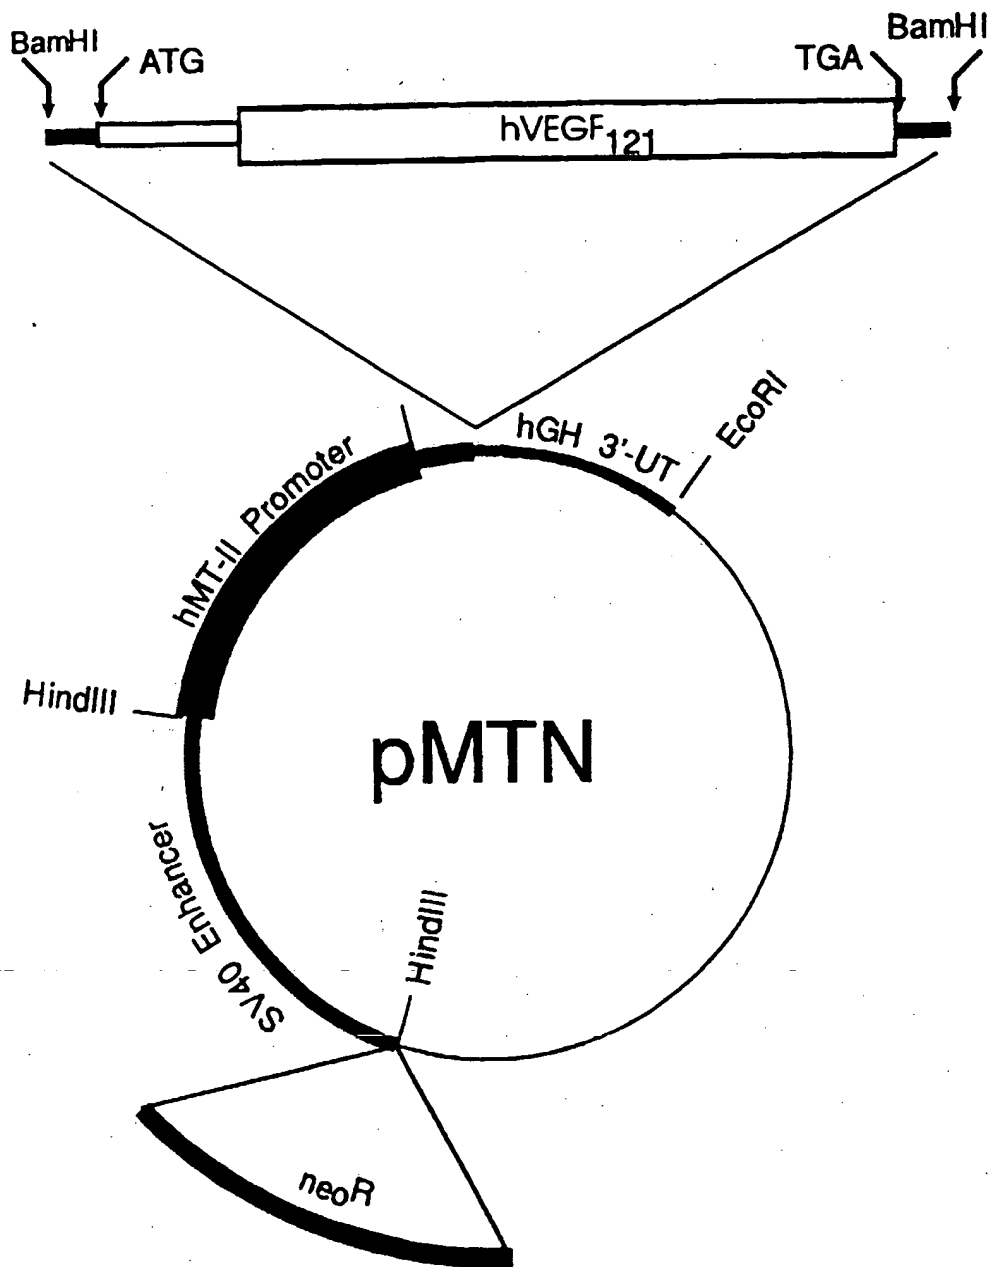 BamHI
ATG
TGA
BamHI
hVEGF121
hMT-II Promoter
hGH 3'-UT
EcoRI
HindIII
pMTN
SV40 Enhancer
HindIII
neoR